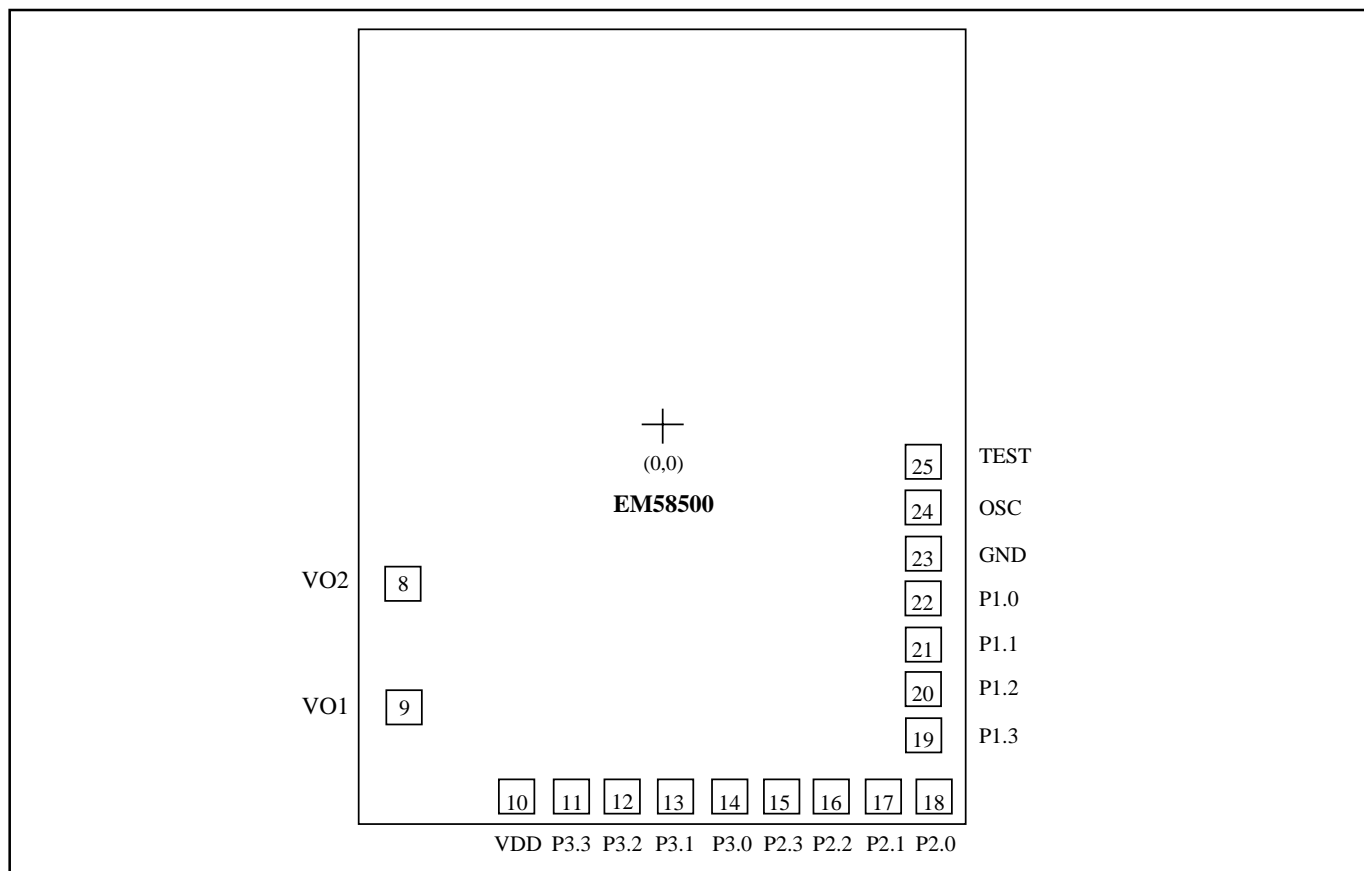 (0,0)
25 TEST
EM58500
24 OSC
23 GND
VO2 8
22 P1.0
21 P1.1
20 P1.2
VO1 9
19 P1.3
10 11 12 13 14 15 16 17 18
VDD P3.3 P3.2 P3.1 P3.0 P2.3 P2.2 P2.1 P2.0